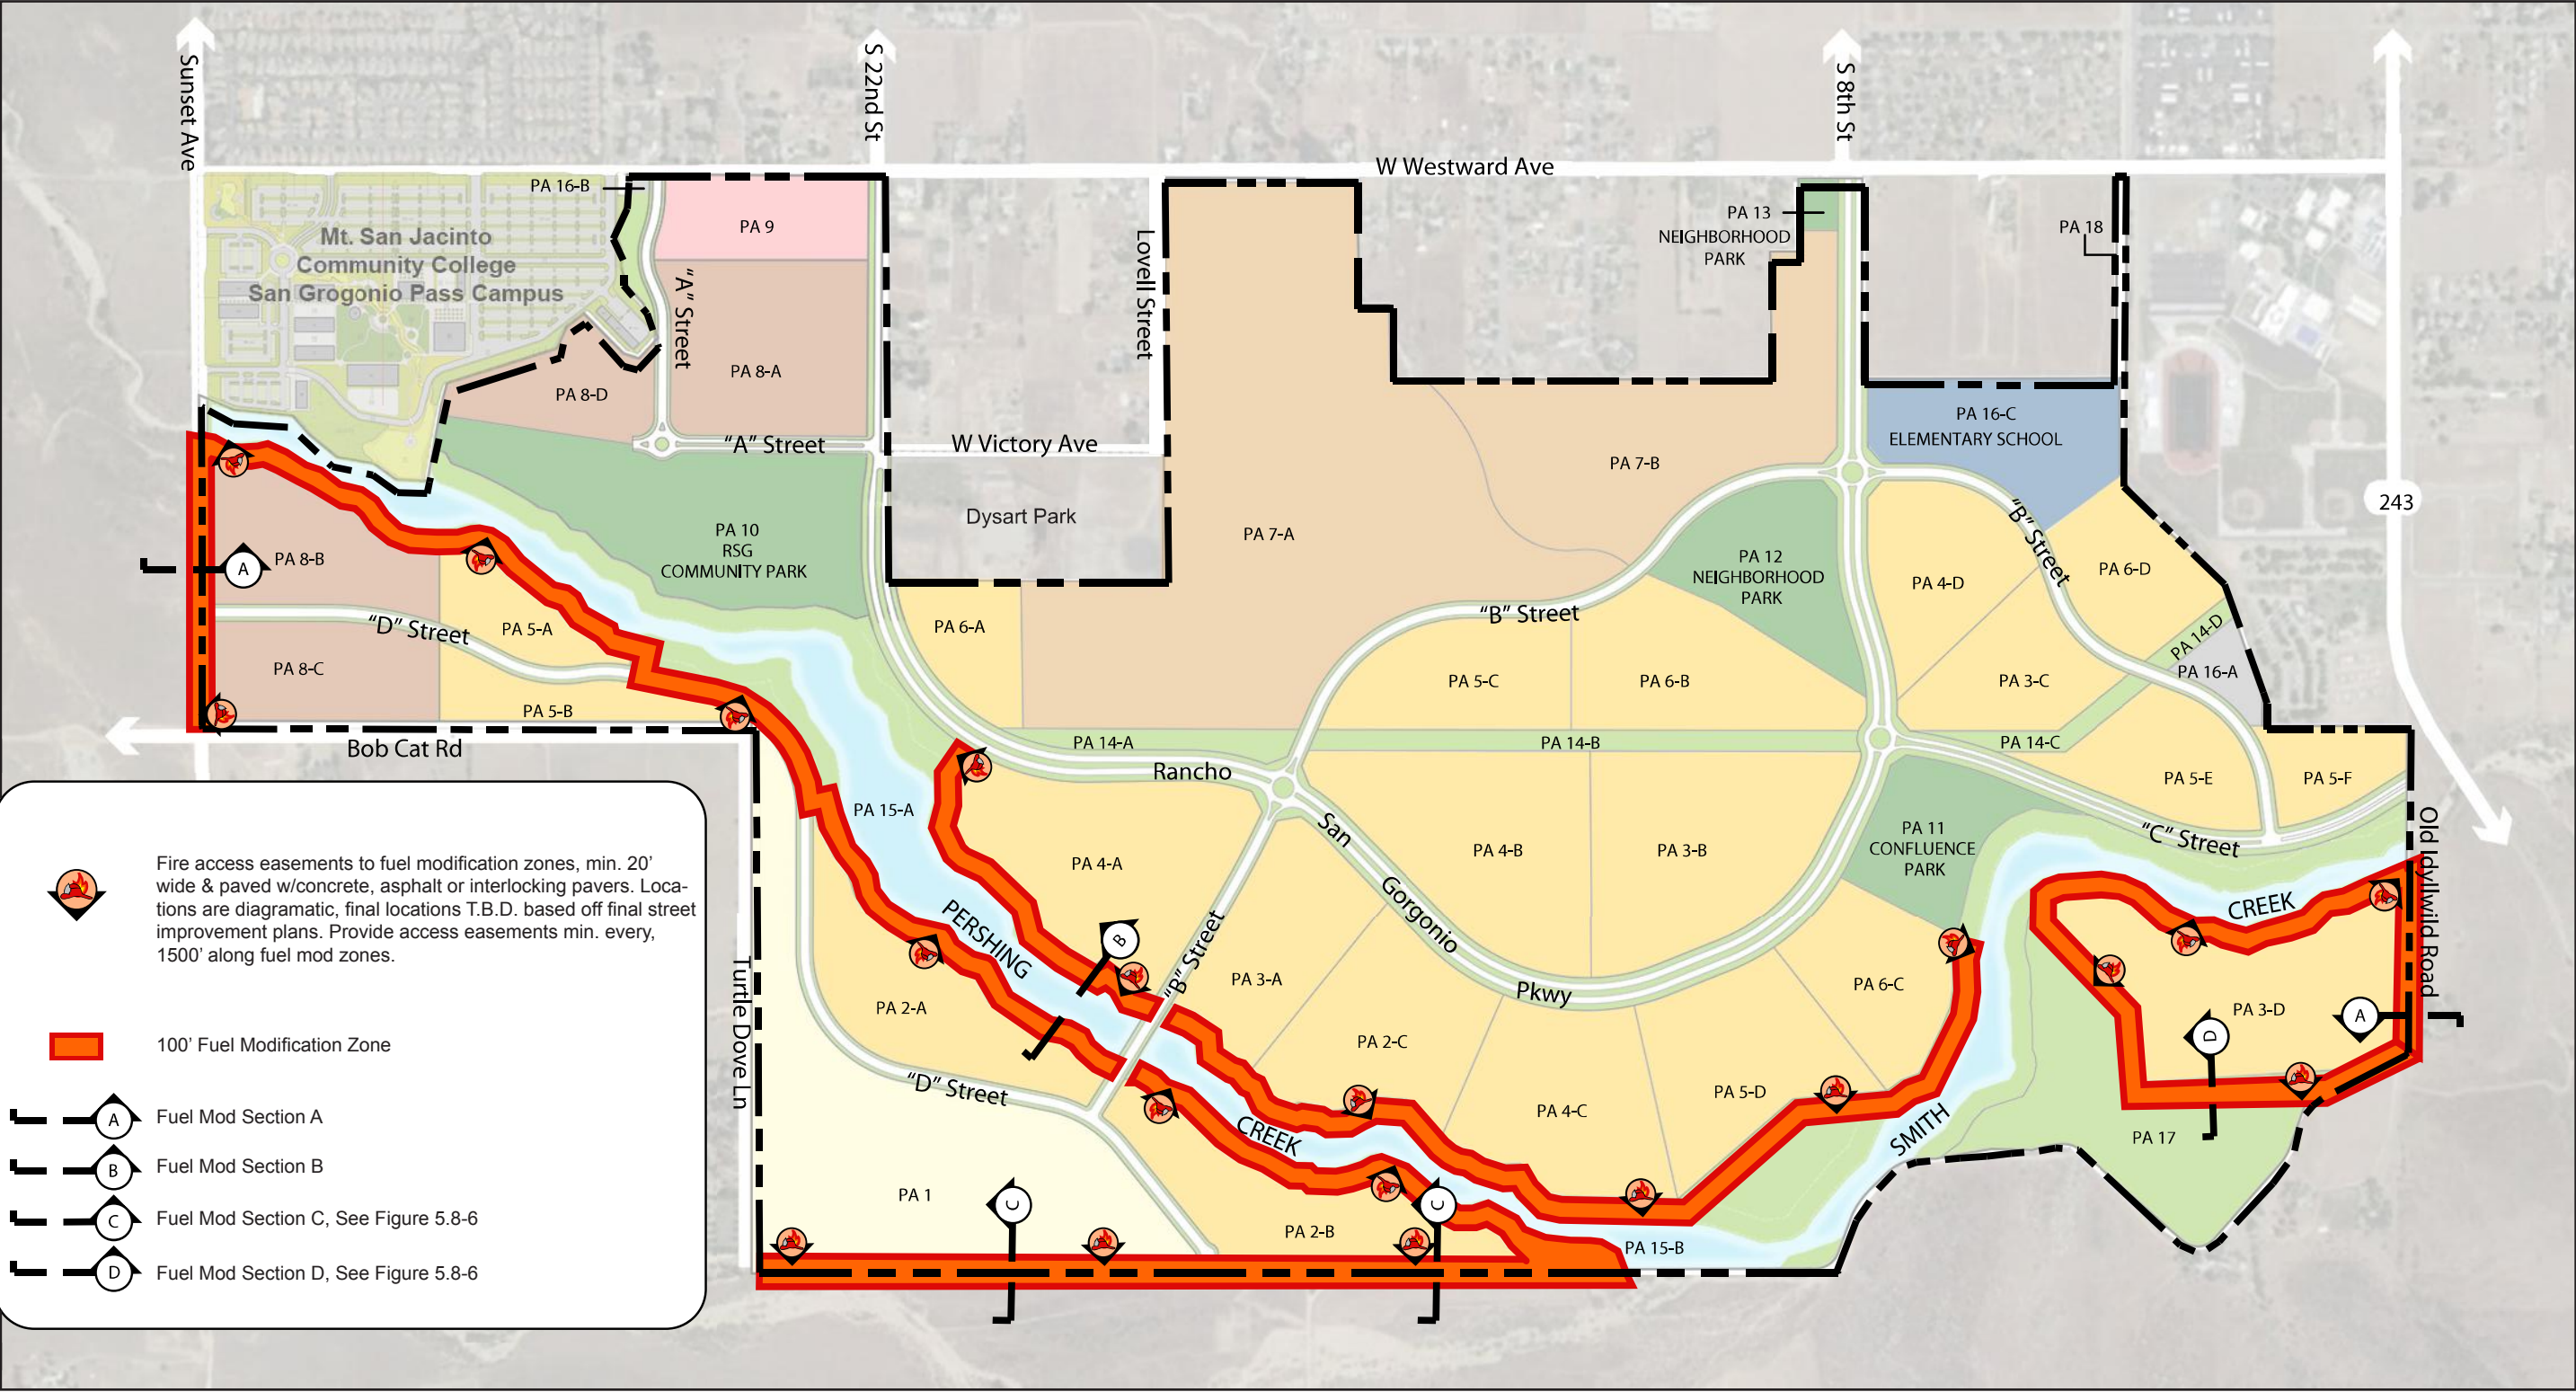 Sunset Ave
S 22nd St
S 8th St
W Westward Ave
PA 16-B
PA 9
Mt. San Jacinto
Community College
San Grogonio Pass Campus
"A" Street
Lovell Street
PA 13
NEIGHBORHOOD
PARK
PA 18
PA 8-A
PA 8-D
"A" Street
W Victory Ave
PA 16-C
ELEMENTARY SCHOOL
PA 7-B
243
Dysart Park
PA 7-A
PA 10
RSG
COMMUNITY PARK
"B" Street
A
PA 8-B
PA 12
NEIGHBORHOOD
PARK
PA 4-D
PA 6-D
"D" Street
PA 5-A
PA 6-A
"B" Street
PA 14-D
PA 8-C
PA 5-C
PA 6-B
PA 3-C
PA 16-A
PA 5-B
Bob Cat Rd
PA 14-A
PA 14-B
PA 14-C
Rancho
San
Gorgonio
Pkwy
PA 5-E
PA 5-F
PA 15-A
PA 4-A
PA 4-B
PA 3-B
PA 11
CONFLUENCE
PARK
"C" Street
Old Idyllwild Road
CREEK
PERSHING
B
"B" Street
PA 3-A
PA 6-C
PA 2-A
PA 3-D
A
D
Turtle Dove Ln
PA 2-C
"D" Street
PA 5-D
PA 4-C
CREEK
SMITH
PA 17
PA 1
C
C
PA 2-B
PA 15-B
Fire access easements to fuel modification zones, min. 20’
wide & paved w/concrete, asphalt or interlocking pavers. Loca-
tions are diagramatic, final locations T.B.D. based off final street
improvement plans. Provide access easements min. every,
1500’ along fuel mod zones.
100’ Fuel Modification Zone
A Fuel Mod Section A
B Fuel Mod Section B
C Fuel Mod Section C, See Figure 5.8-6
D Fuel Mod Section D, See Figure 5.8-6